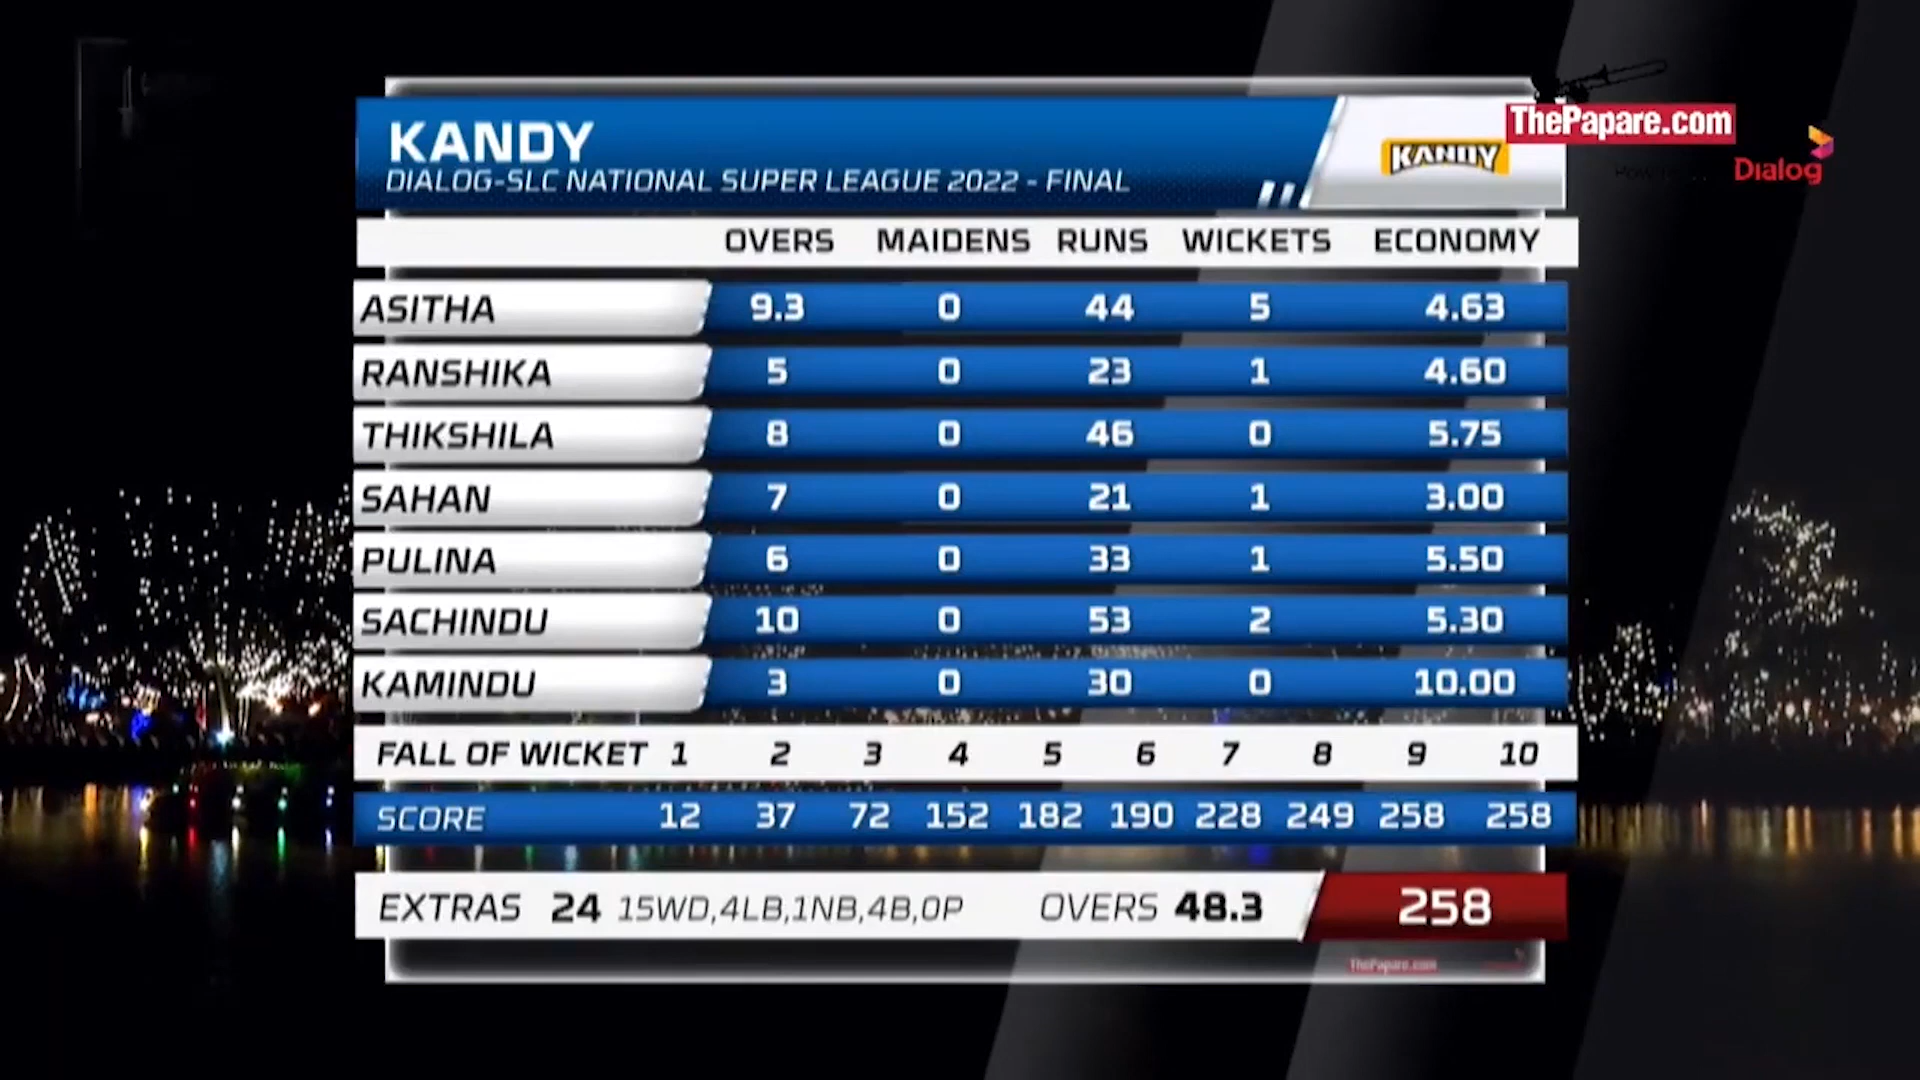 KANDY
DIALOG-SLC NATIONAL SUPER LEAGUE 2022 - FINAL
KANDY
ThePapare.com
Dialog
OVERS MAIDENS RUNS WICKETS ECONOMY
ASITHA 9.3 0 44 5 4.63
RANSHIKA 5 0 23 1 4.60
THIKSHILA 8 0 46 0 5.75
SAHAN 7 0 21 1 3.00
PULINA 6 0 33 1 5.50
SACHINDU 10 0 53 2 5.30
KAMINDU 3 0 30 0 10.00
FALL OF WICKET 1 2 3 4 5 6 7 8 9 10
SCORE 12 37 72 152 182 190 228 249 258 258
EXTRAS 24 15WD,4LB,1NB,4B,0P OVERS 48.3 258
ThePapare.com